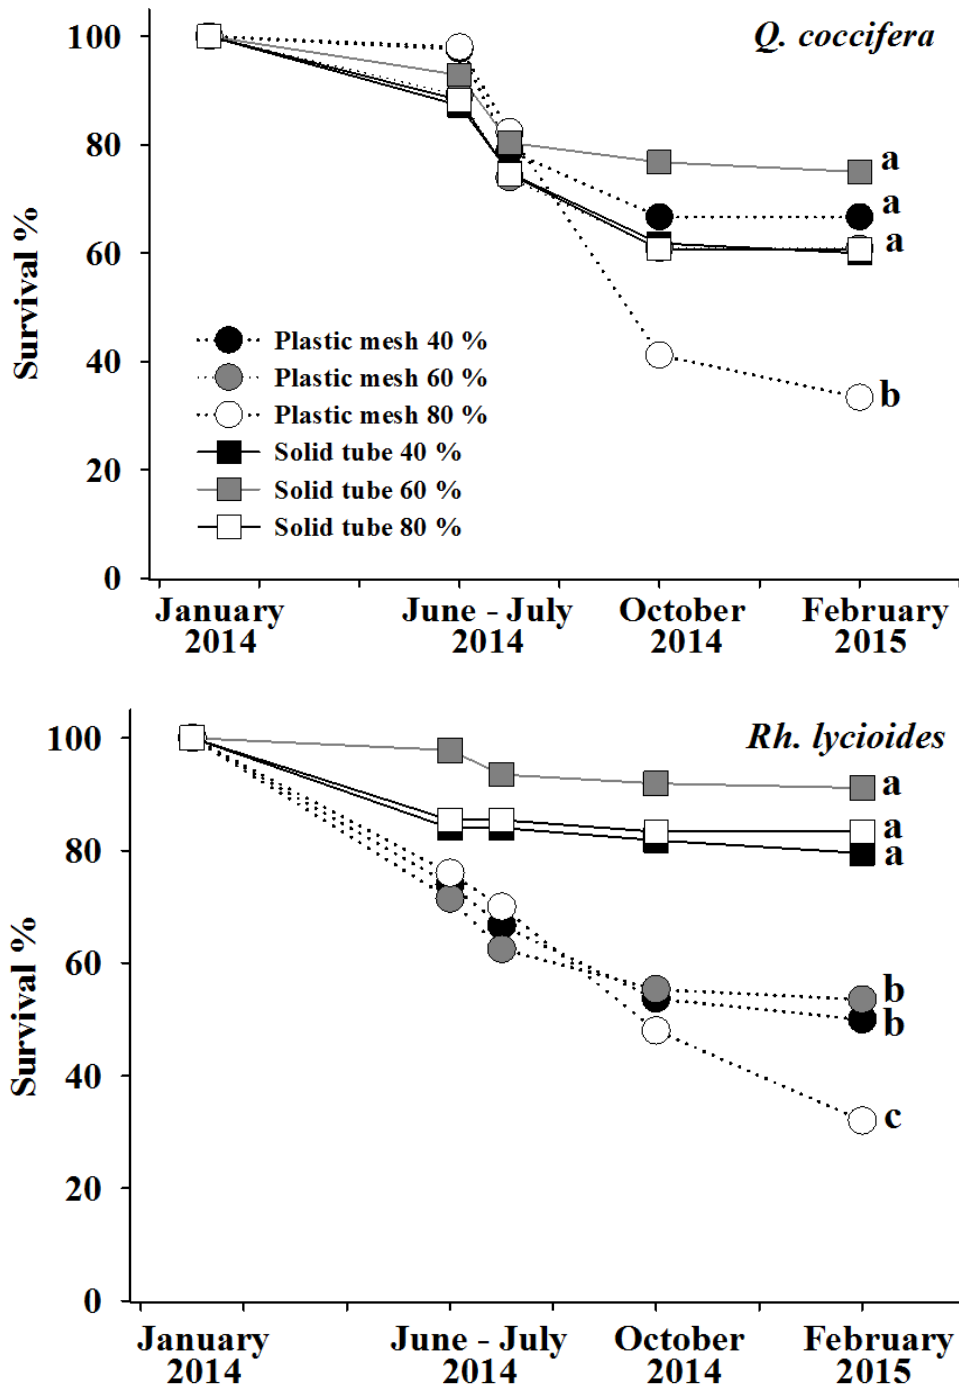 Q. coccifera
100
80
60
40
20
0
Survival %
a
a
a
b
Plastic mesh 40 %
Plastic mesh 60 %
Plastic mesh 80 %
Solid tube 40 %
Solid tube 60 %
Solid tube 80 %
January June - July October February
2014 2014 2014 2015
Rh. lycioides
100
80
60
40
20
0
Survival %
a
a
a
b
b
c
January June - July October February
2014 2014 2014 2015